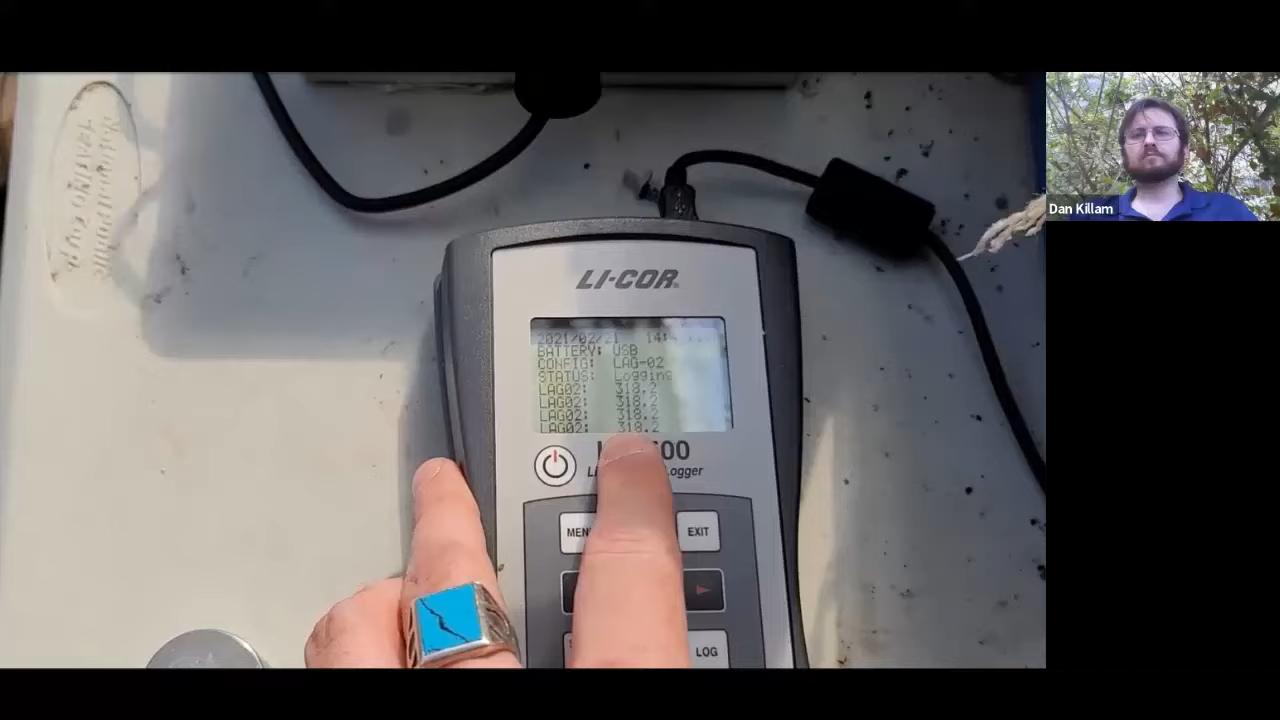 LI-COR
2021/02/21
BATTERY: USB
CONFIG: LAG-02
STATUS: Logging
LAG02: 318.2
LAG02: 318.2
LAG02: 318.2
LAG02: 318.2
Logger
EXIT
LOG
Dan Killam